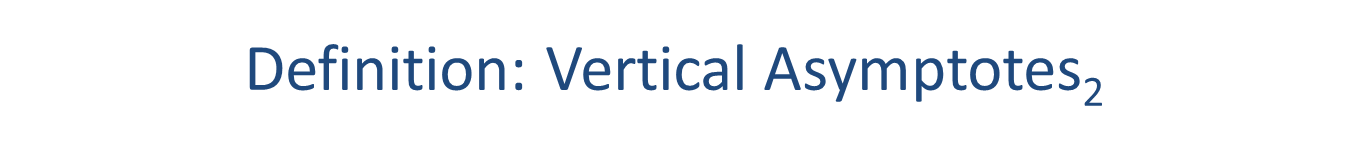 Definition: Vertical Asymptotes₂